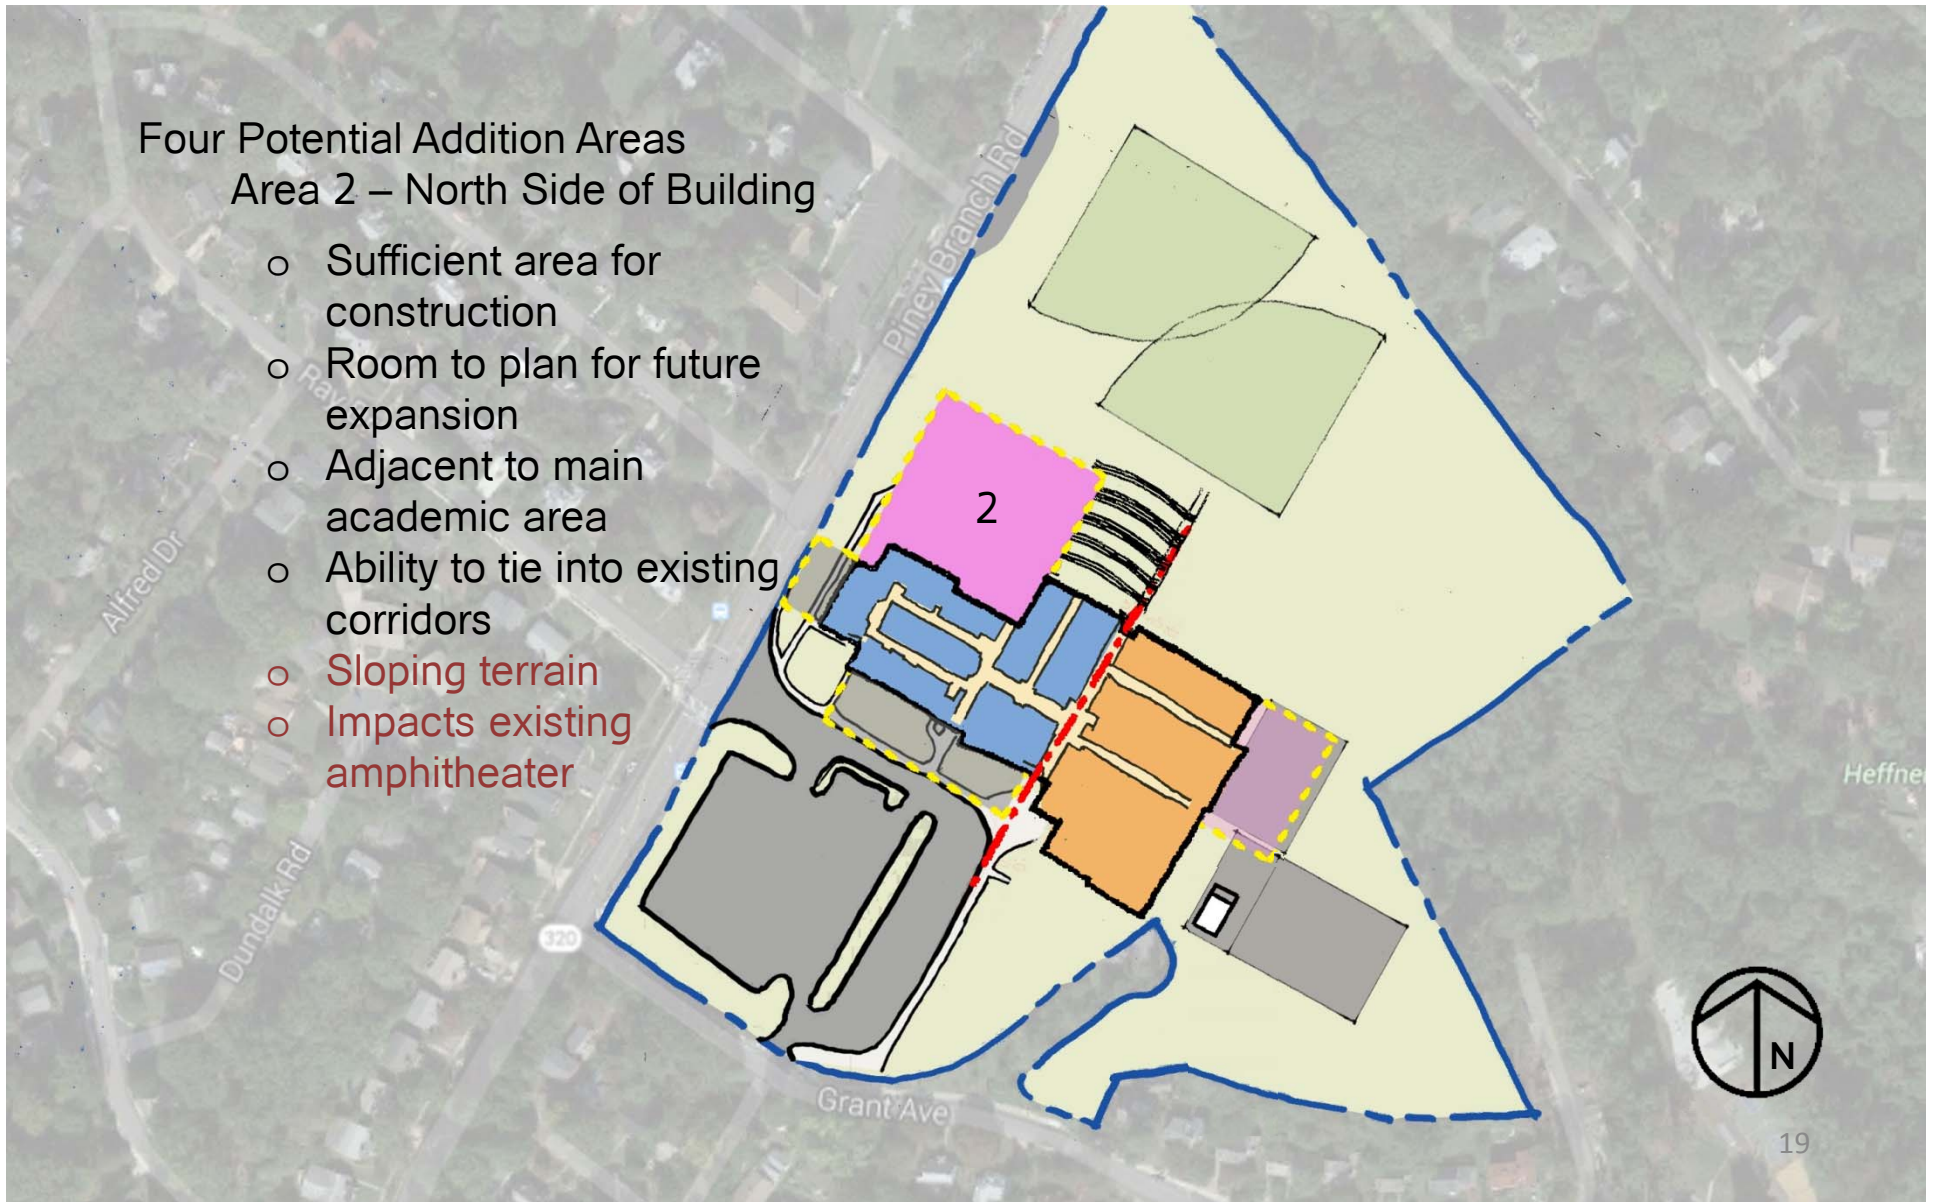 Four Potential Addition Areas
Area 2 – North Side of Building
o Sufficient area for
construction
o Room to plan for future
expansion
o Adjacent to main
academic area
o Ability to tie into existing
corridors
o Sloping terrain
o Impacts existing
amphitheater
Piney Branch Rd
Ray
2
Alfred Dr
Dundalk Rd
320
Grant Ave
Heffne
N
19